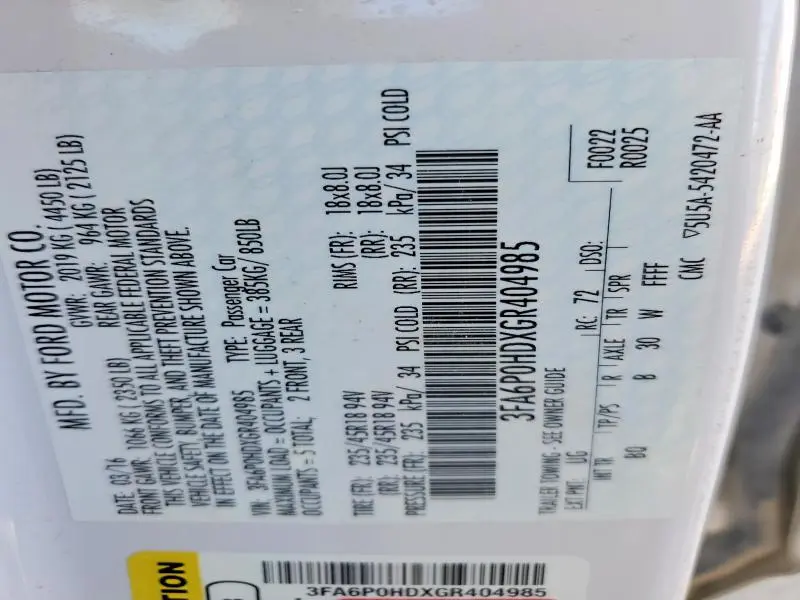 MFD. BY FORD MOTOR CO.
DATE: 03/16 GVWR: 2019 KG ( 4450 LB)
FRONT GAWR: 1066 KG ( 2350 LB) REAR GAWR: 964 KG ( 2125 LB)
THIS VEHICLE CONFORMS TO ALL APPLICABLE FEDERAL MOTOR
VEHICLE SAFETY, BUMPER, AND THEFT PREVENTION STANDARDS
IN EFFECT ON THE DATE OF MANUFACTURE SHOWN ABOVE.
VIN: 3FA6P0HDXGR404985 TYPE: Passenger Car
MAXIMUM LOAD = OCCUPANTS + LUGGAGE = 385KG/ 850LB
OCCUPANTS = 5 TOTAL; 2 FRONT, 3 REAR
TIRE (FR): 235/45R18 94V RIMS (FR): 18x8.0J
(RR): 235/45R18 94V (RR): 18x8.0J
PRESSURE (FR): 235 kPa/ 34 PSI COLD (RR): 235 kPa/ 34 PSI COLD
3FA6P0HDXGR404985
TRAILER TOWING - SEE OWNER GUIDE F0022
EXT PNT: UG RC: 72 DSO: R0025
INT TR TP/PS R AXLE TR SPR
BQ B 30 W FFFF
CMC ▽5U5A-5420472-AA
3FA6P0HDXGR404985